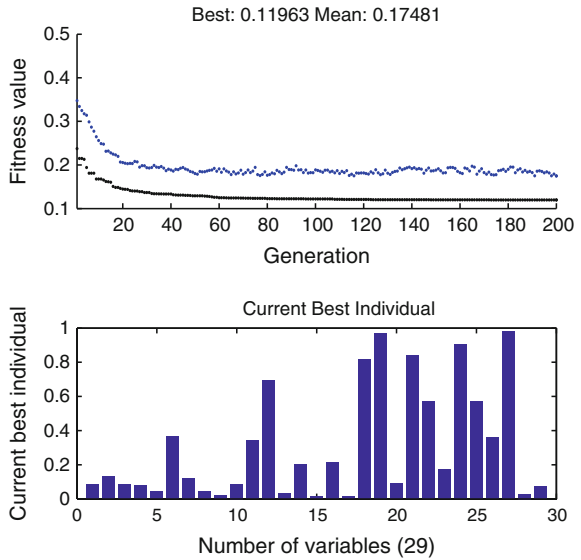 Best: 0.11963 Mean: 0.17481
0.5
0.4
0.3
0.2
0.1
Fitness value
20 40 60 80 100 120 140 160 180 200
Generation
Current Best Individual
1
0.8
0.6
0.4
0.2
0
Current best individual
0 5 10 15 20 25 30
Number of variables (29)